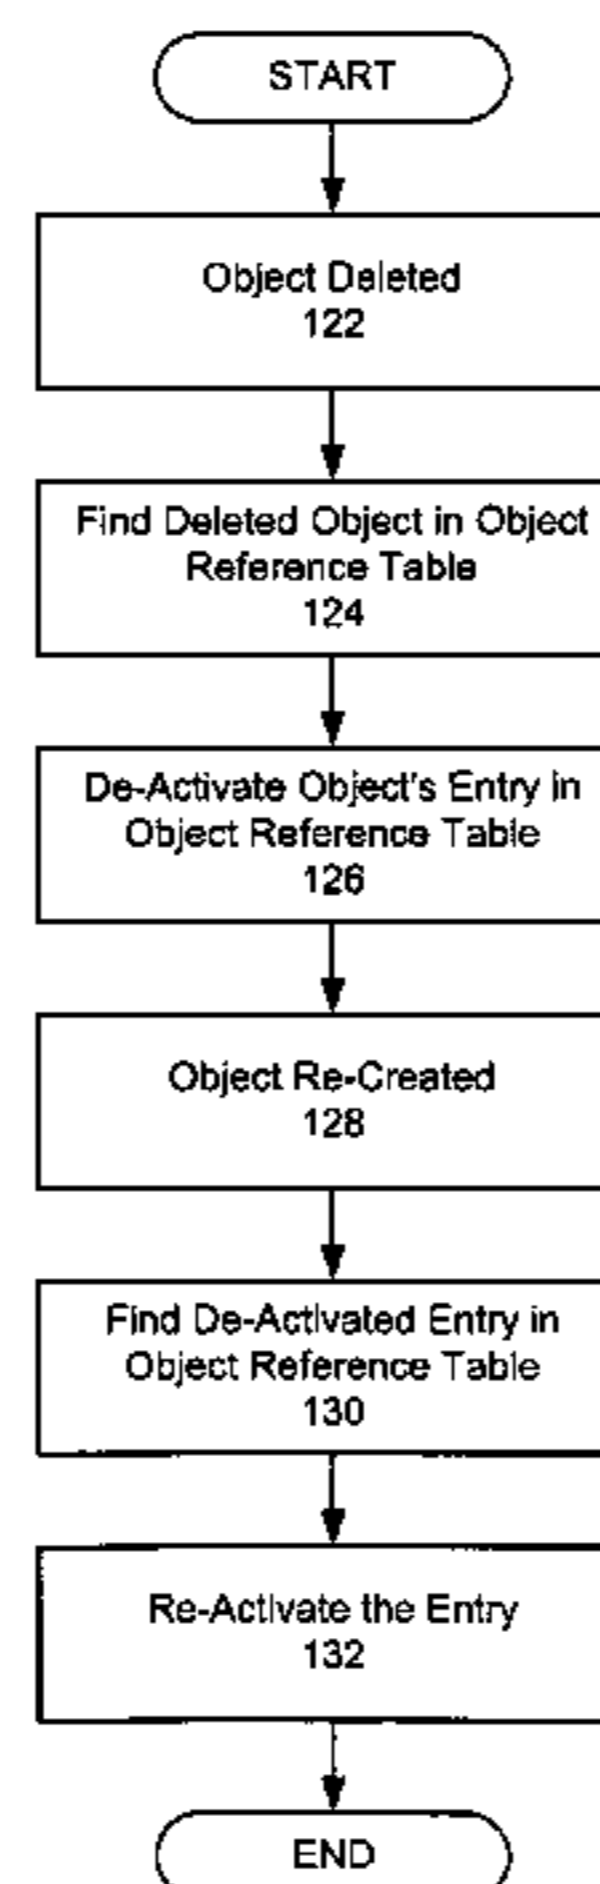 START
Object Deleted
122
Find Deleted Object in Object
Reference Table
124
De-Activate Object's Entry in
Object Reference Table
126
Object Re-Created
128
Find De-Activated Entry in
Object Reference Table
130
Re-Activate the Entry
132
END